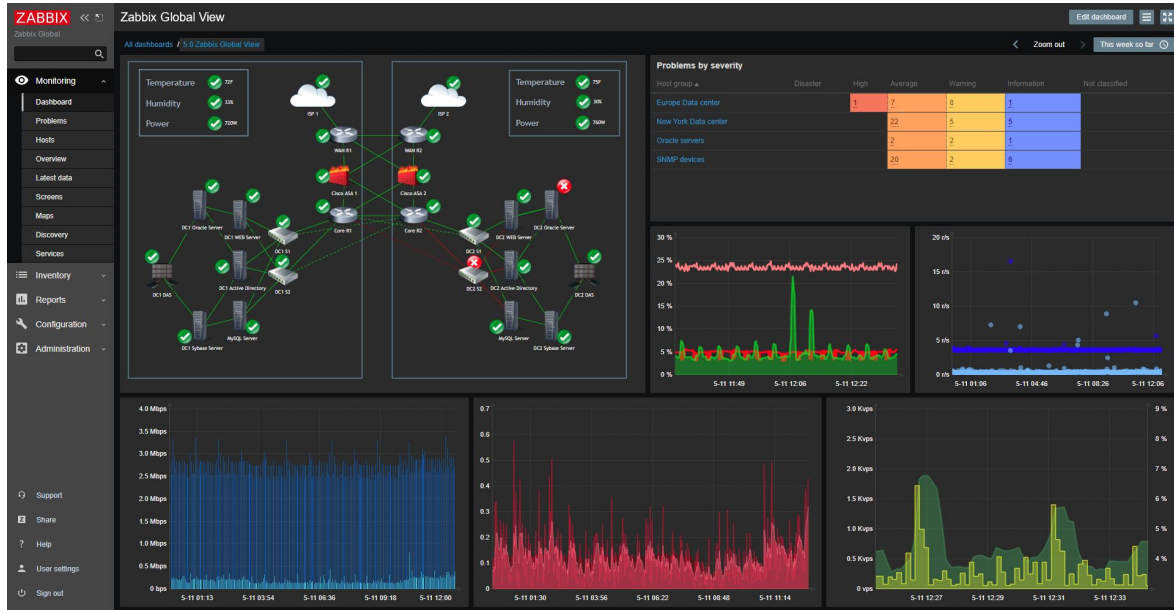 ZABBIX
Zabbix Global
Monitoring
Dashboard
Problems
Hosts
Overview
Latest data
Screens
Maps
Discovery
Services
Inventory
Reports
Configuration
Administration
Support
Share
Help
User settings
Sign out
Zabbix Global View
Edit dashboard
All dashboards / 5.0 Zabbix Global View
Zoom out
This week so far
Temperature 72F
Humidity 33%
Power 720W
ISP 1
ISP 2
Temperature 75F
Humidity 30%
Power 760W
WAN R1
WAN R2
Cisco ASA 1
Cisco ASA 2
Core R1
Core R2
DC1 Oracle Server
DC1 WEB Server
DC1 S1
DC1 S2
DC1 DAS
DC1 Active Directory
DC1 Sybase Server
MySQL Server
DC2 S1
DC2 WEB Server
DC2 Oracle Server
DC2 S2
DC2 Active Directory
DC2 DAS
MySQL Server
DC2 Sybase Server
Problems by severity
Host group Disaster High Average Warning Information Not classified
Europe Data center 1 7 8 1
New York Data center 22 5 5
Oracle servers 2 2 1
SNMP devices 20 2 6
30 %
25 %
20 %
15 %
10 %
5 %
0 %
5-11 11:49 5-11 12:06 5-11 12:22
20 r/s
15 r/s
10 r/s
5 r/s
0 r/s
5-11 01:06 5-11 04:46 5-11 08:26 5-11 12:06
4.0 Mbps
3.5 Mbps
3.0 Mbps
2.5 Mbps
2.0 Mbps
1.5 Mbps
1.0 Mbps
0.5 Mbps
0 bps
5-11 01:13 5-11 03:54 5-11 06:36 5-11 09:18 5-11 12:00
0.7
0.6
0.5
0.4
0.3
0.2
0.1
0
5-11 01:30 5-11 03:56 5-11 06:22 5-11 08:48 5-11 11:14
3.0 Kvps
2.5 Kvps
2.0 Kvps
1.5 Kvps
1.0 Kvps
0.5 Kvps
0 vps
9 %
8 %
7 %
6 %
5 %
4 %
5-11 12:27 5-11 12:29 5-11 12:31 5-11 12:33